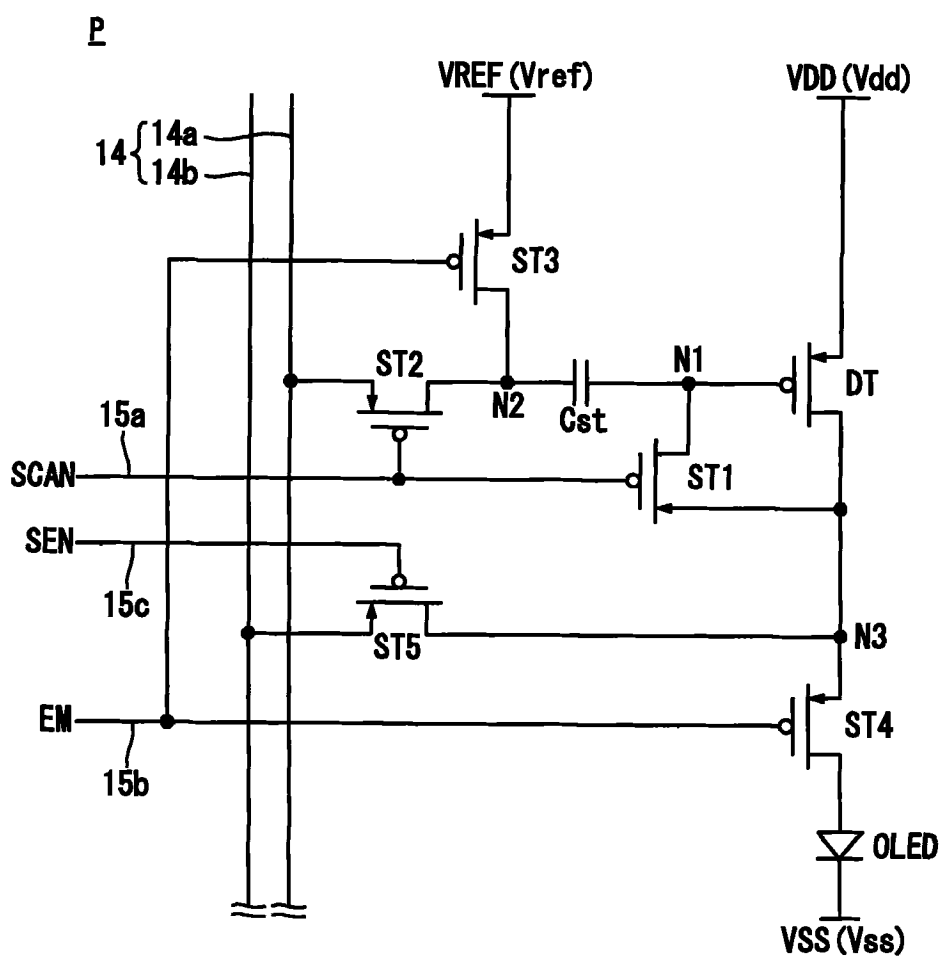 P
VREF(Vref)
VDD(Vdd)
14
14a
14b
ST3
ST2
N2
Cst
N1
DT
15a
SCAN
ST1
SEN
15c
ST5
N3
EM
15b
ST4
OLED
VSS(Vss)